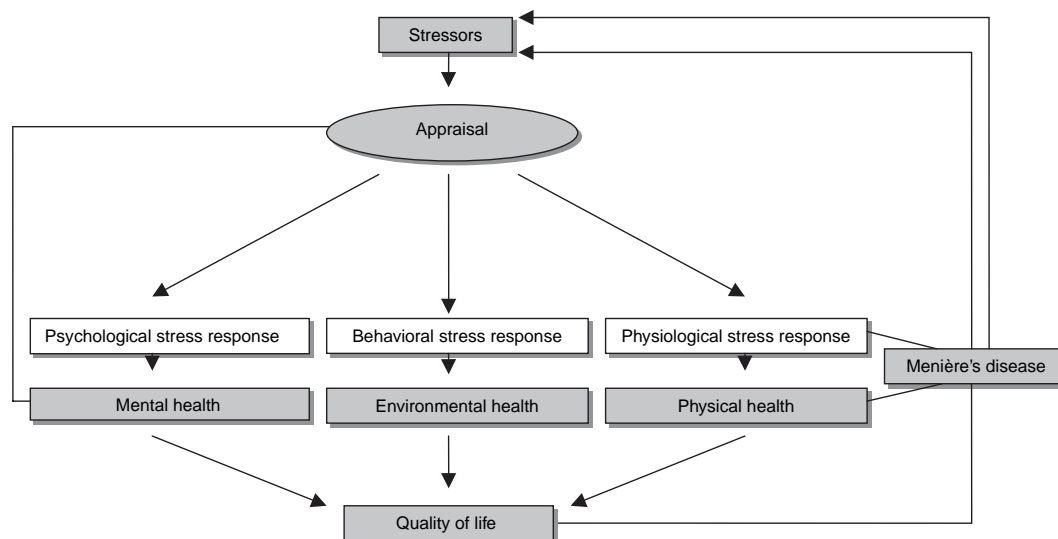 Stressors
Appraisal
Psychological stress response
Behavioral stress response
Physiological stress response
Menière’s disease
Mental health
Environmental health
Physical health
Quality of life